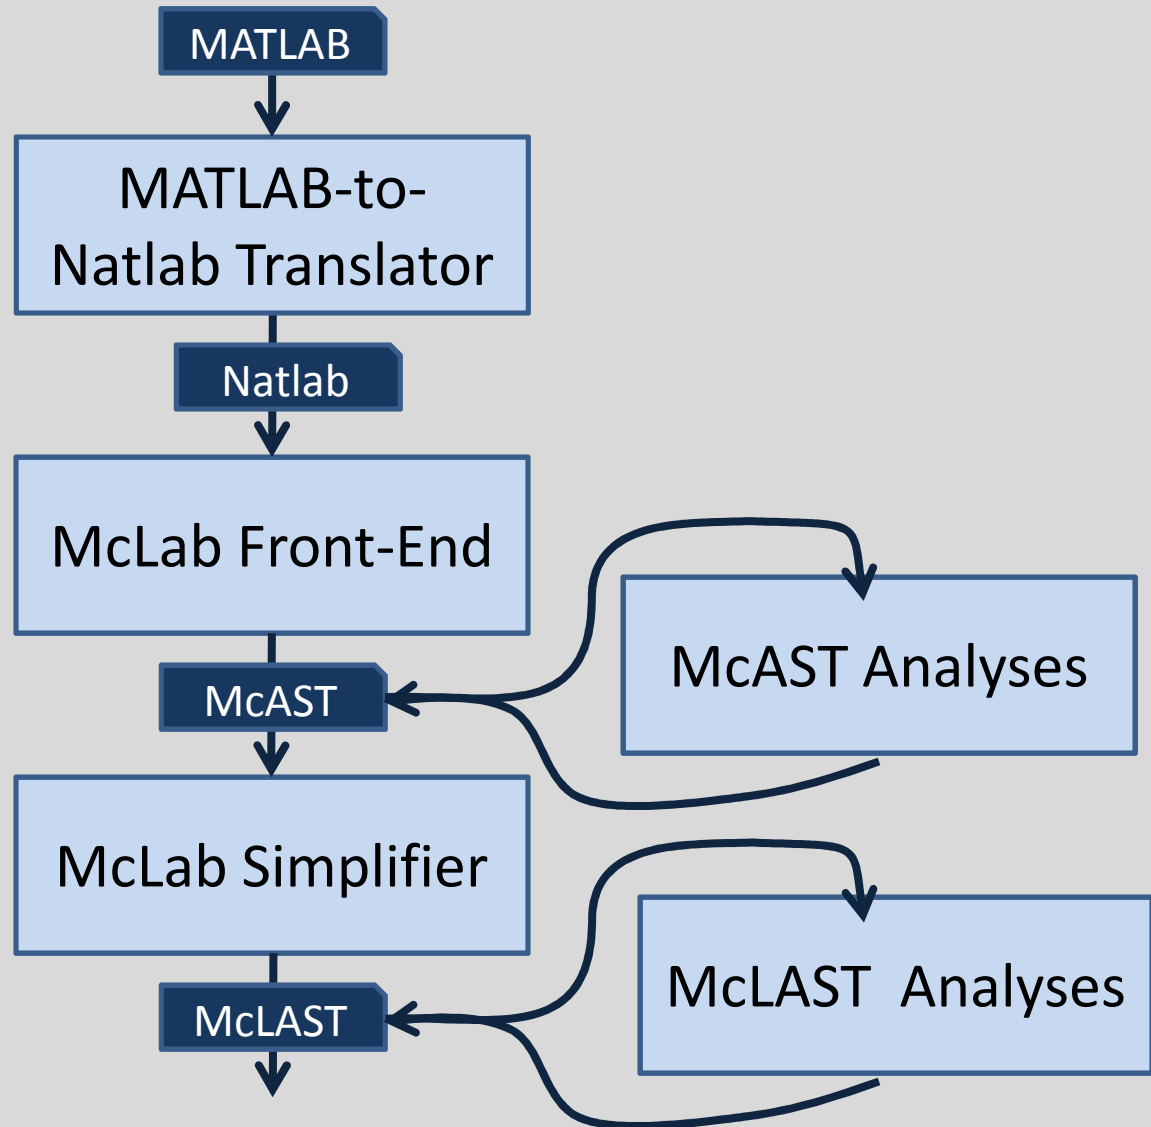 MATLAB
MATLAB-to-
Natlab Translator
Natlab
McLab Front-End
McAST Analyses
McAST
McLab Simplifier
McLAST Analyses
McLAST